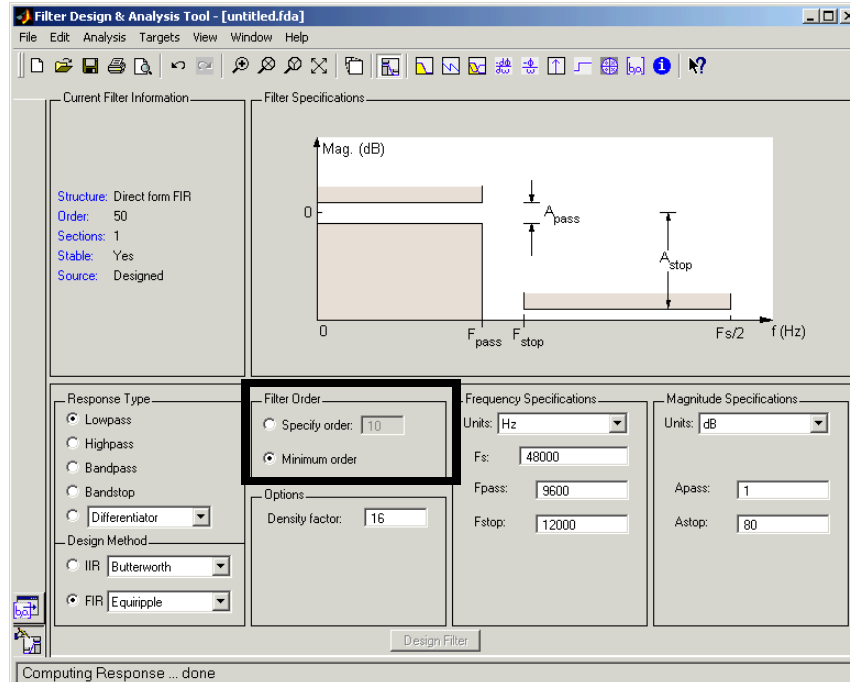 Filter Design & Analysis Tool - [untitled.fda]
File Edit Analysis Targets View Window Help
Current Filter Information
Structure: Direct form FIR
Order: 50
Sections: 1
Stable: Yes
Source: Designed
Filter Specifications
Mag. (dB)
0
A pass
A stop
0
F pass
F stop
Fs/2
f (Hz)
Response Type
Lowpass
Highpass
Bandpass
Bandstop
Differentiator
Design Method
IIR Butterworth
FIR Equiripple
Filter Order
Specify order: 10
Minimum order
Options
Density factor: 16
Frequency Specifications
Units: Hz
Fs: 48000
Fpass: 9600
Fstop: 12000
Magnitude Specifications
Units: dB
Apass: 1
Astop: 80
Design Filter
Computing Response ... done